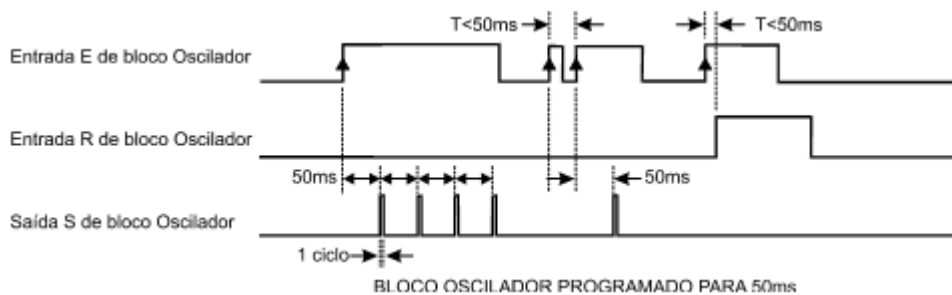 T<50ms
T<50ms
Entrada E de bloco Oscilador
Entrada R de bloco Oscilador
50ms
50ms
Saída S de bloco Oscilador
1 ciclo
BLOCO OSCILADOR PROGRAMADO PARA 50ms